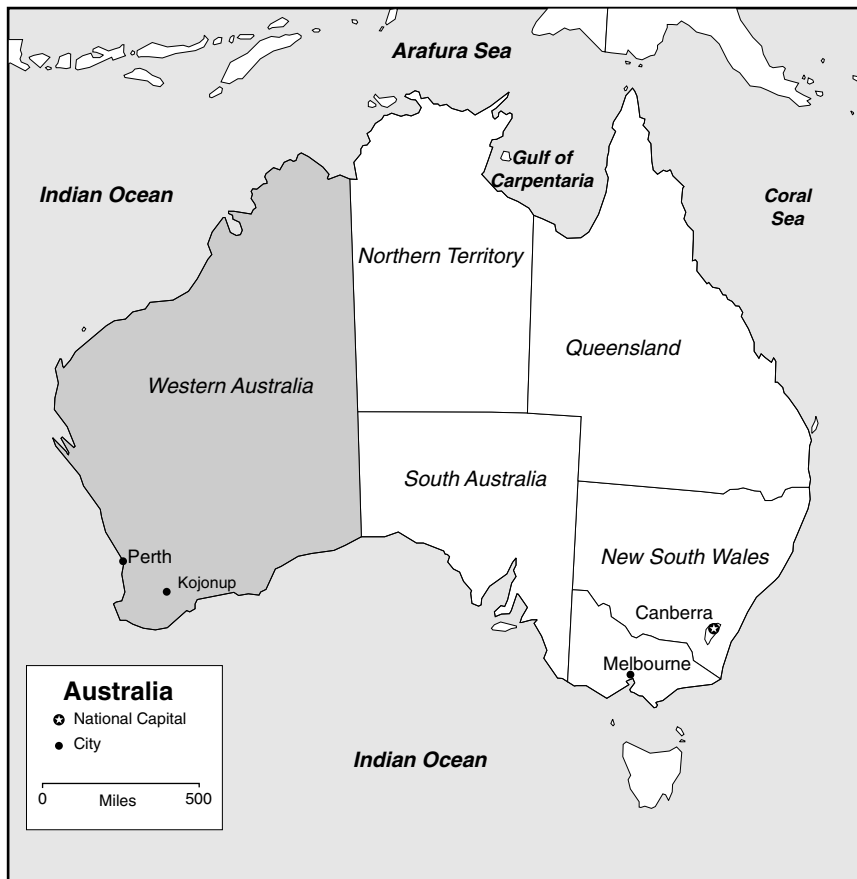 Arafura Sea
Gulf of
Carpentaria
Indian Ocean
Coral
Sea
Northern Territory
Queensland
Western Australia
South Australia
Perth
New South Wales
Kojonup
Canberra
Melbourne
Australia
National Capital
City
0 Miles 500
Indian Ocean